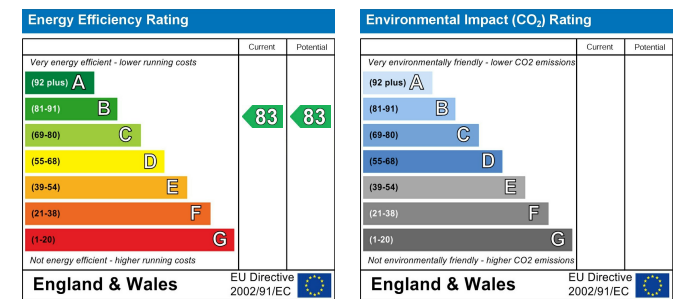 Energy Efficiency Rating
Current Potential
Very energy efficient - lower running costs
(92 plus) A
(81-91) B
83 83
(69-80) C
(55-68) D
(39-54) E
(21-38) F
(1-20) G
Not energy efficient - higher running costs
England & Wales
EU Directive
2002/91/EC
Environmental Impact (CO₂) Rating
Current Potential
Very environmentally friendly - lower CO2 emissions
(92 plus) A
(81-91) B
(69-80) C
(55-68) D
(39-54) E
(21-38) F
(1-20) G
Not environmentally friendly - higher CO2 emissions
England & Wales
EU Directive
2002/91/EC